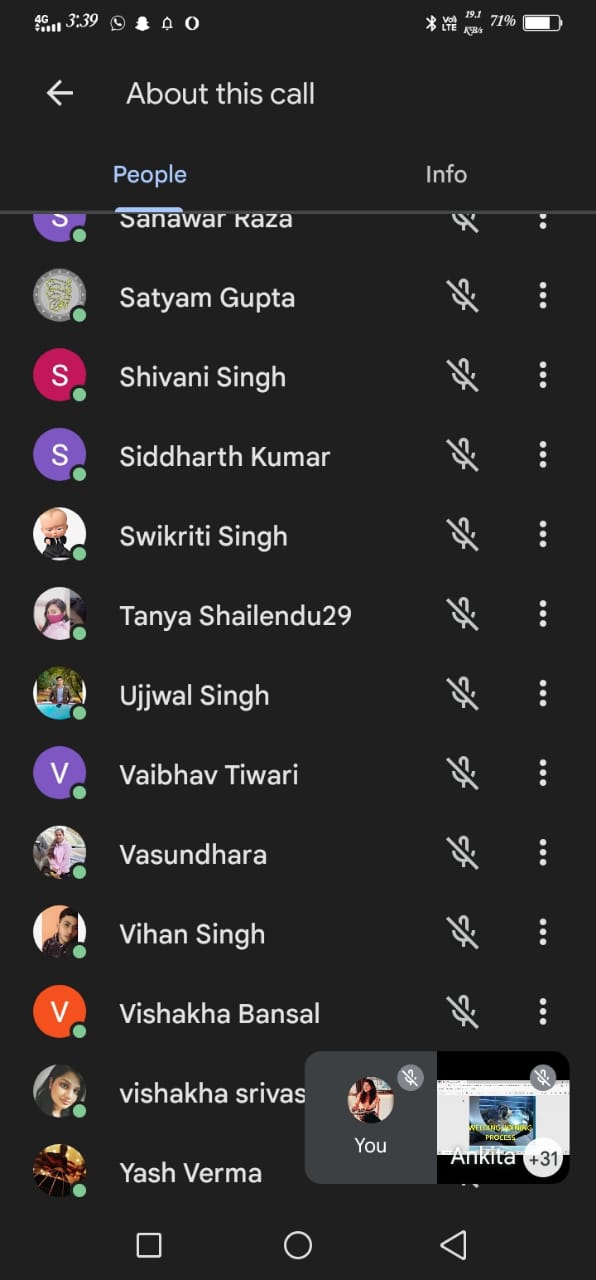 4G 3:39 Vo) LTE 19.1 KB/s 71%
About this call
People Info
S Sanawar Raza
Satyam Gupta
S Shivani Singh
S Siddharth Kumar
Swikriti Singh
Tanya Shailendu29
Ujjwal Singh
V Vaibhav Tiwari
Vasundhara
Vihan Singh
V Vishakha Bansal
vishakha srivas
WELDING/JOINING
PROCESS
You
Ankita +31
Yash Verma